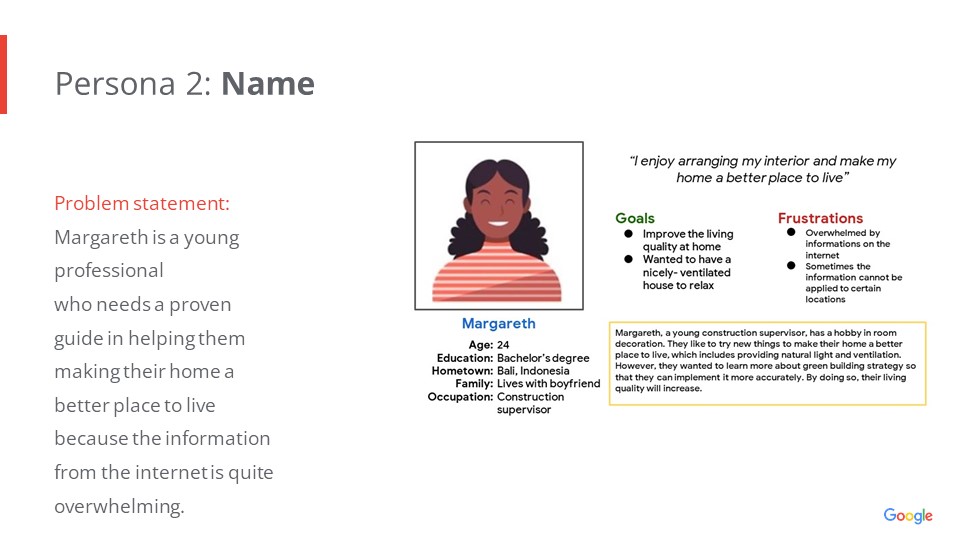 Persona 2: Name
Problem statement:
Margareth is a young
professional
who needs a proven
guide in helping them
making their home a
better place to live
because the information
from the internet is quite
overwhelming.
Margareth
Age: 24
Education: Bachelor's degree
Hometown: Bali, Indonesia
Family: Lives with boyfriend
Occupation: Construction
supervisor
"I enjoy arranging my interior and make my
home a better place to live"
Goals
● Improve the living
quality at home
● Wanted to have a
nicely- ventilated
house to relax
Frustrations
● Overwhelmed by
informations on the
internet
● Sometimes the
information cannot be
applied to certain
locations
Margareth, a young construction supervisor, has a hobby in room
decoration. They like to try new things to make their home a better
place to live, which includes providing natural light and ventilation.
However, they wanted to learn more about green building strategy so
that they can implement it more accurately. By doing so, their living
quality will increase.
Google